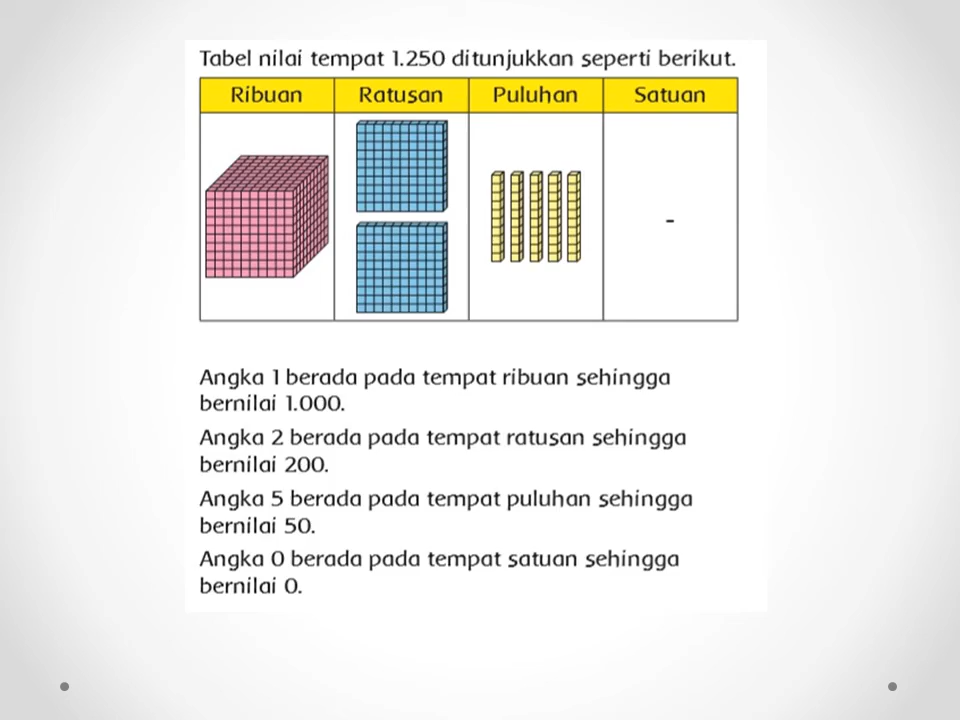 Tabel nilai tempat 1.250 ditunjukkan seperti berikut.
Ribuan Ratusan Puluhan Satuan
-
Angka 1 berada pada tempat ribuan sehingga
bernilai 1.000.
Angka 2 berada pada tempat ratusan sehingga
bernilai 200.
Angka 5 berada pada tempat puluhan sehingga
bernilai 50.
Angka 0 berada pada tempat satuan sehingga
bernilai 0.